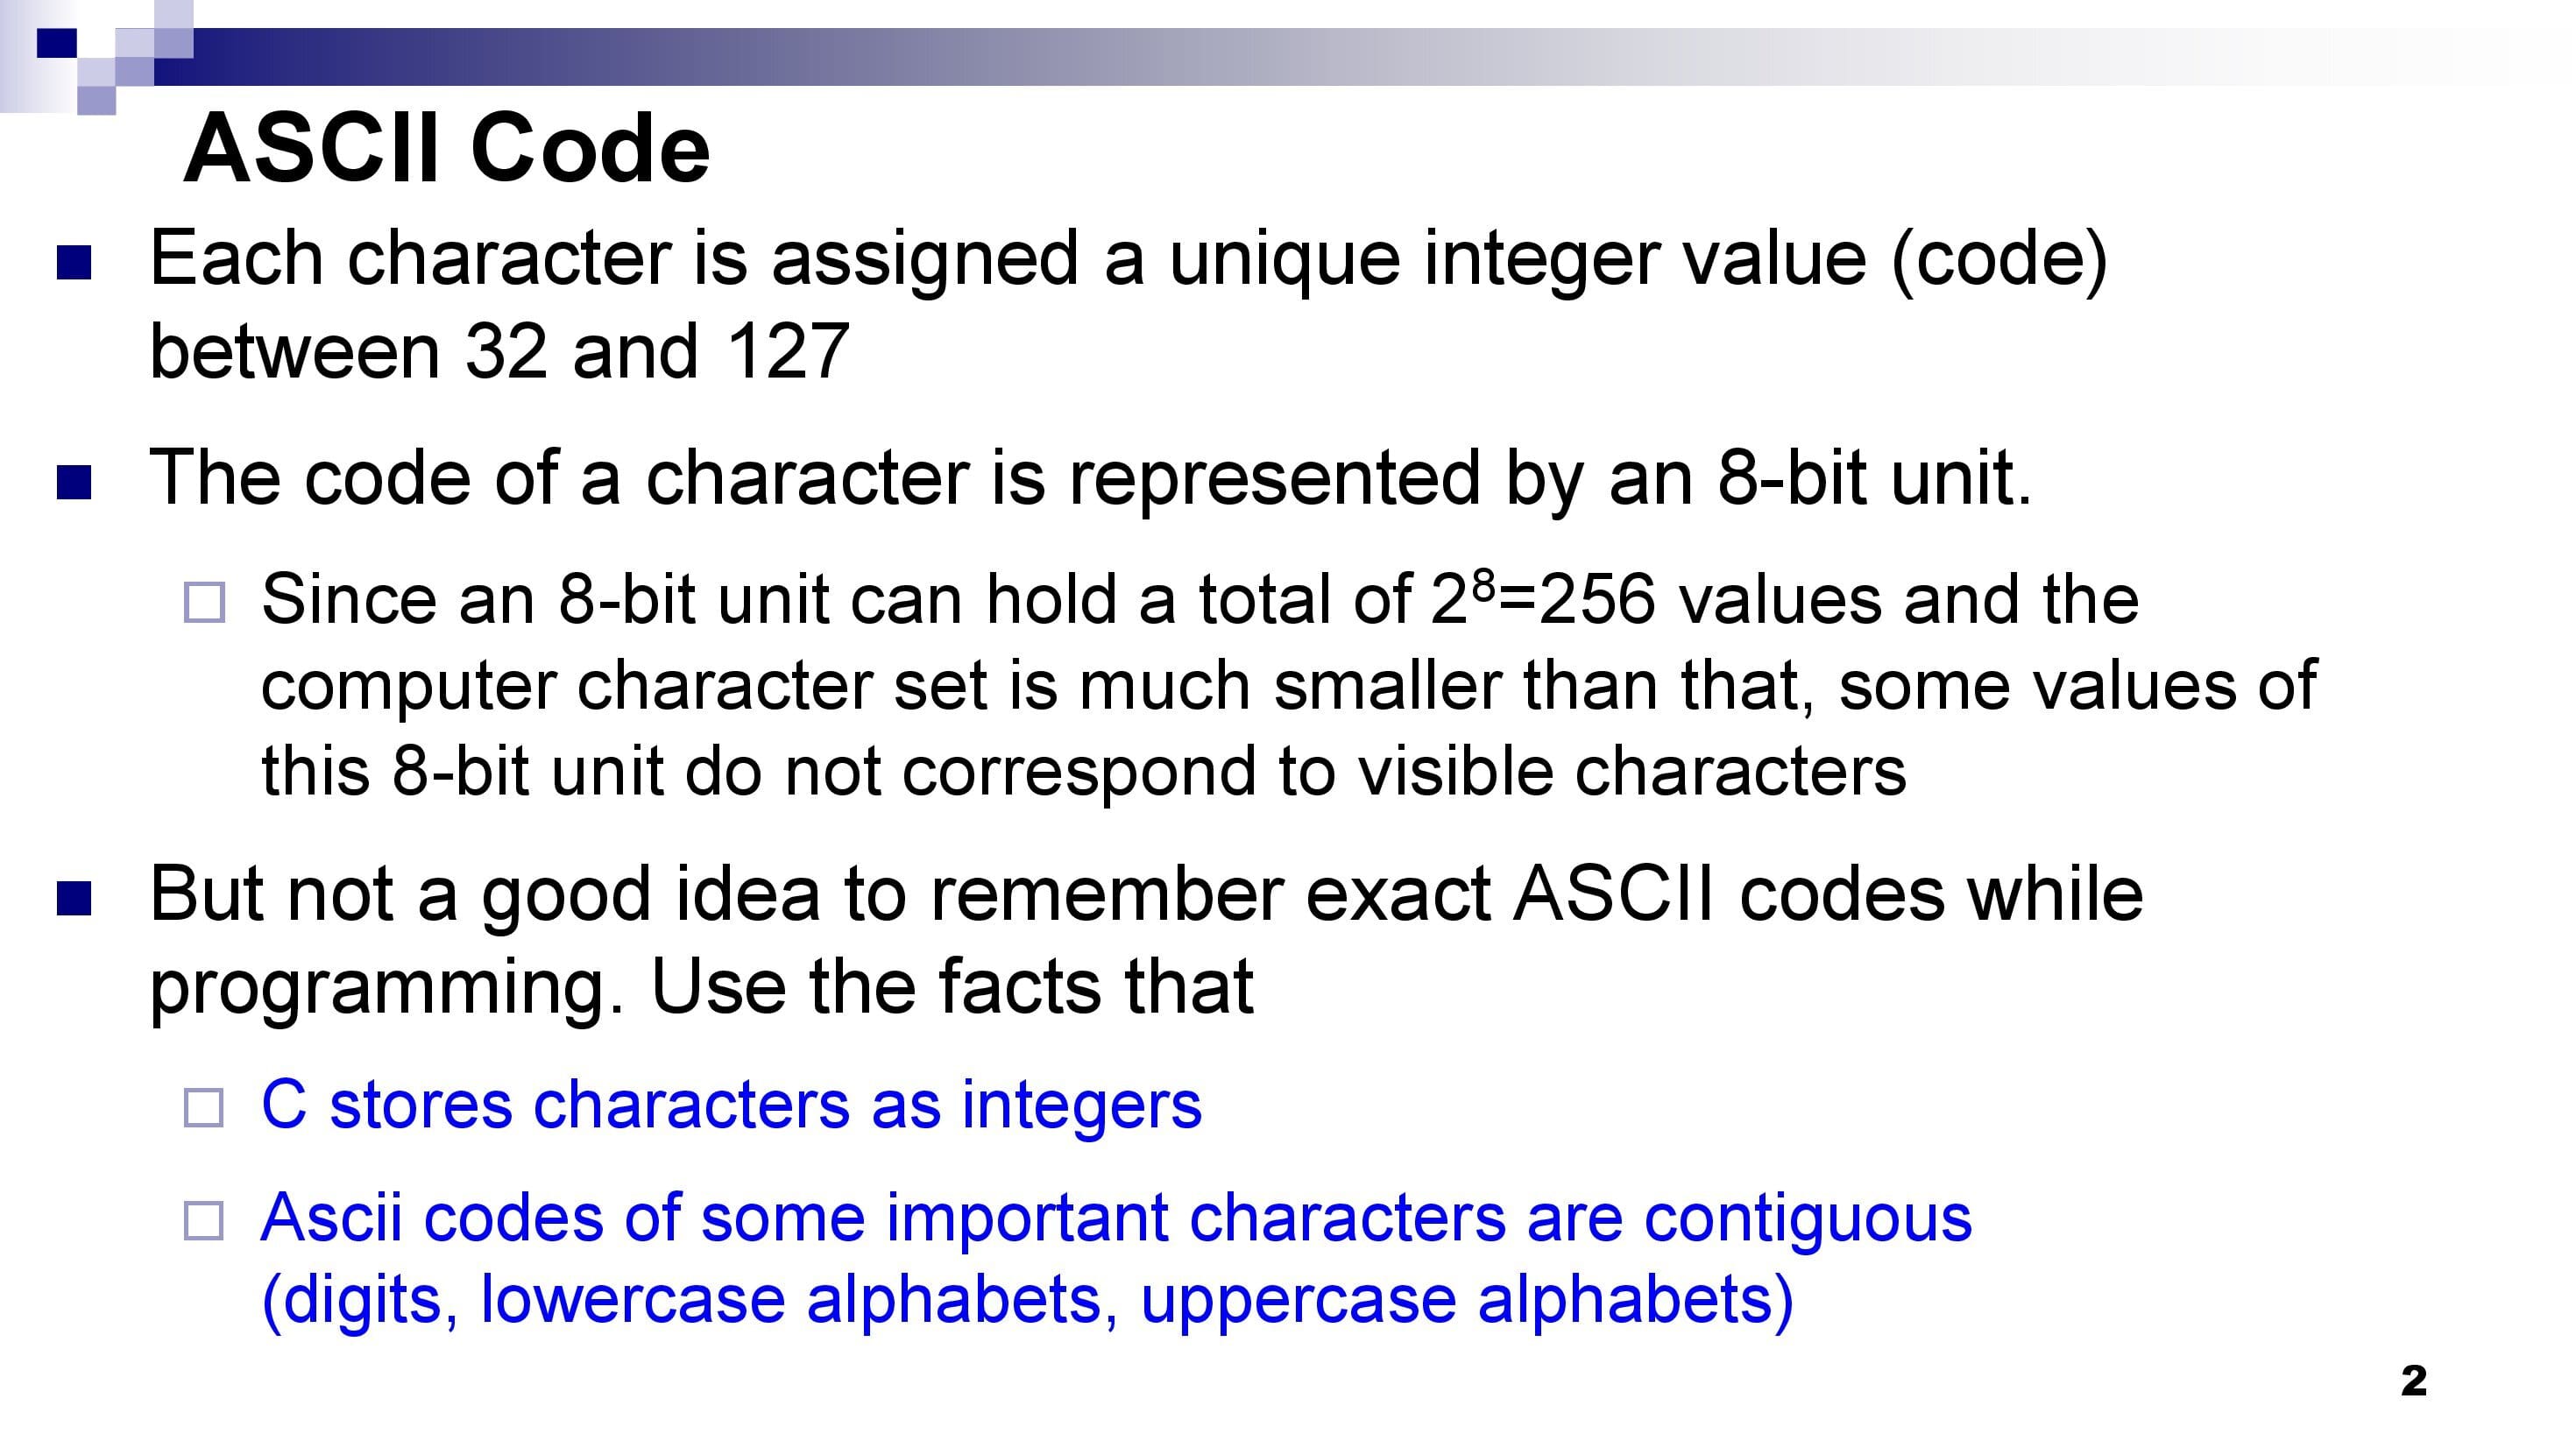 ASCII Code
Each character is assigned a unique integer value (code)
between 32 and 127
The code of a character is represented by an 8-bit unit.
Since an 8-bit unit can hold a total of 2⁸=256 values and the
computer character set is much smaller than that, some values of
this 8-bit unit do not correspond to visible characters
But not a good idea to remember exact ASCII codes while
programming. Use the facts that
C stores characters as integers
Ascii codes of some important characters are contiguous
(digits, lowercase alphabets, uppercase alphabets)
2